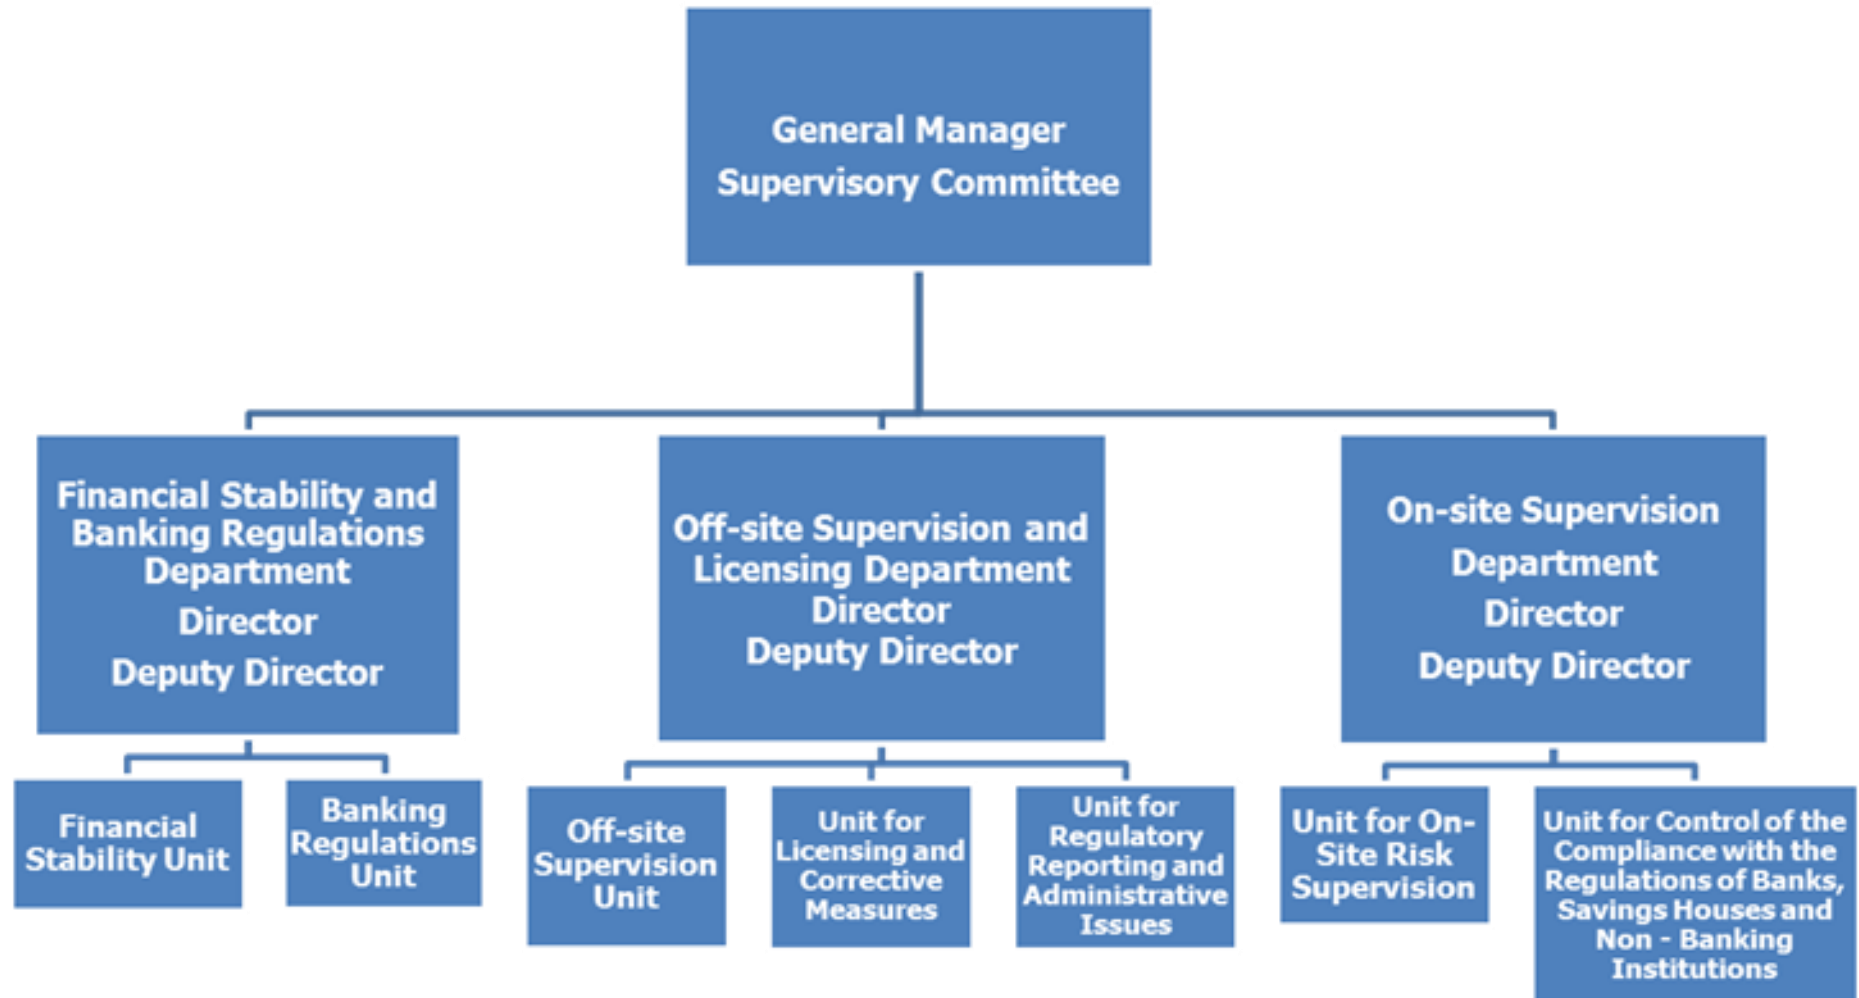 General Manager
Supervisory Committee
Financial Stability and
Banking Regulations
Department
Director
Deputy Director
Off-site Supervision and
Licensing Department
Director
Deputy Director
On-site Supervision
Department
Director
Deputy Director
Financial
Stability Unit
Banking
Regulations
Unit
Off-site
Supervision
Unit
Unit for
Licensing and
Corrective
Measures
Unit for
Regulatory
Reporting and
Administrative
Issues
Unit for On-
Site Risk
Supervision
Unit for Control of the
Compliance with the
Regulations of Banks,
Savings Houses and
Non - Banking
Institutions